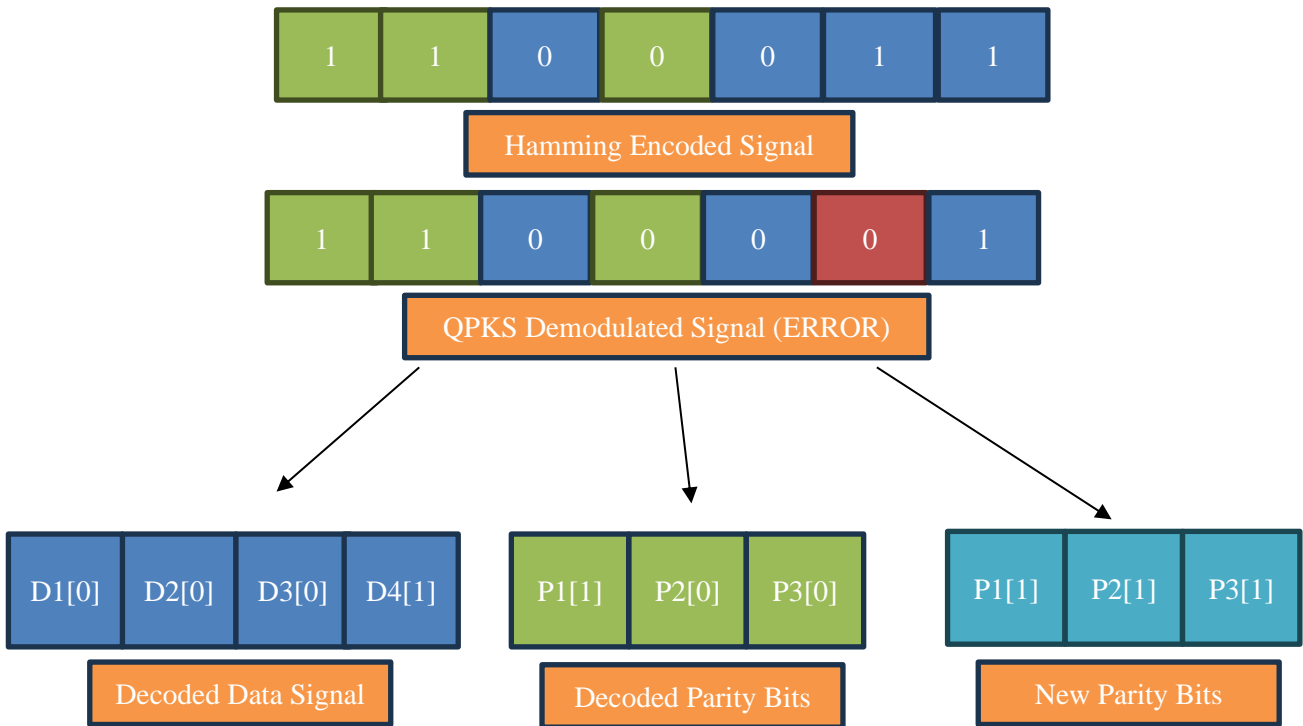 1 1 0 0 0 1 1
Hamming Encoded Signal
1 1 0 0 0 0 1
QPKS Demodulated Signal (ERROR)
D1[0] D2[0] D3[0] D4[1]
P1[1] P2[0] P3[0]
P1[1] P2[1] P3[1]
Decoded Data Signal
Decoded Parity Bits
New Parity Bits